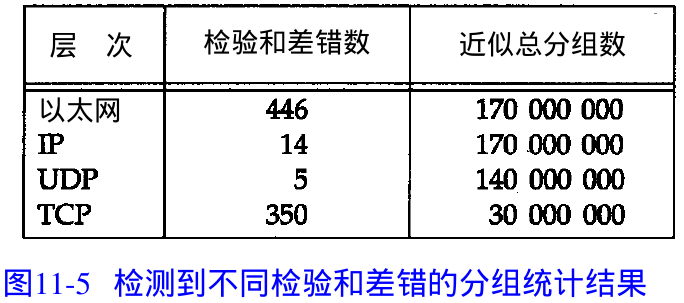 层 次 检验和差错数 近似总分组数
以太网 446 170 000 000
IP 14 170 000 000
UDP 5 140 000 000
TCP 350 30 000 000
图11-5 检测到不同检验和差错的分组统计结果